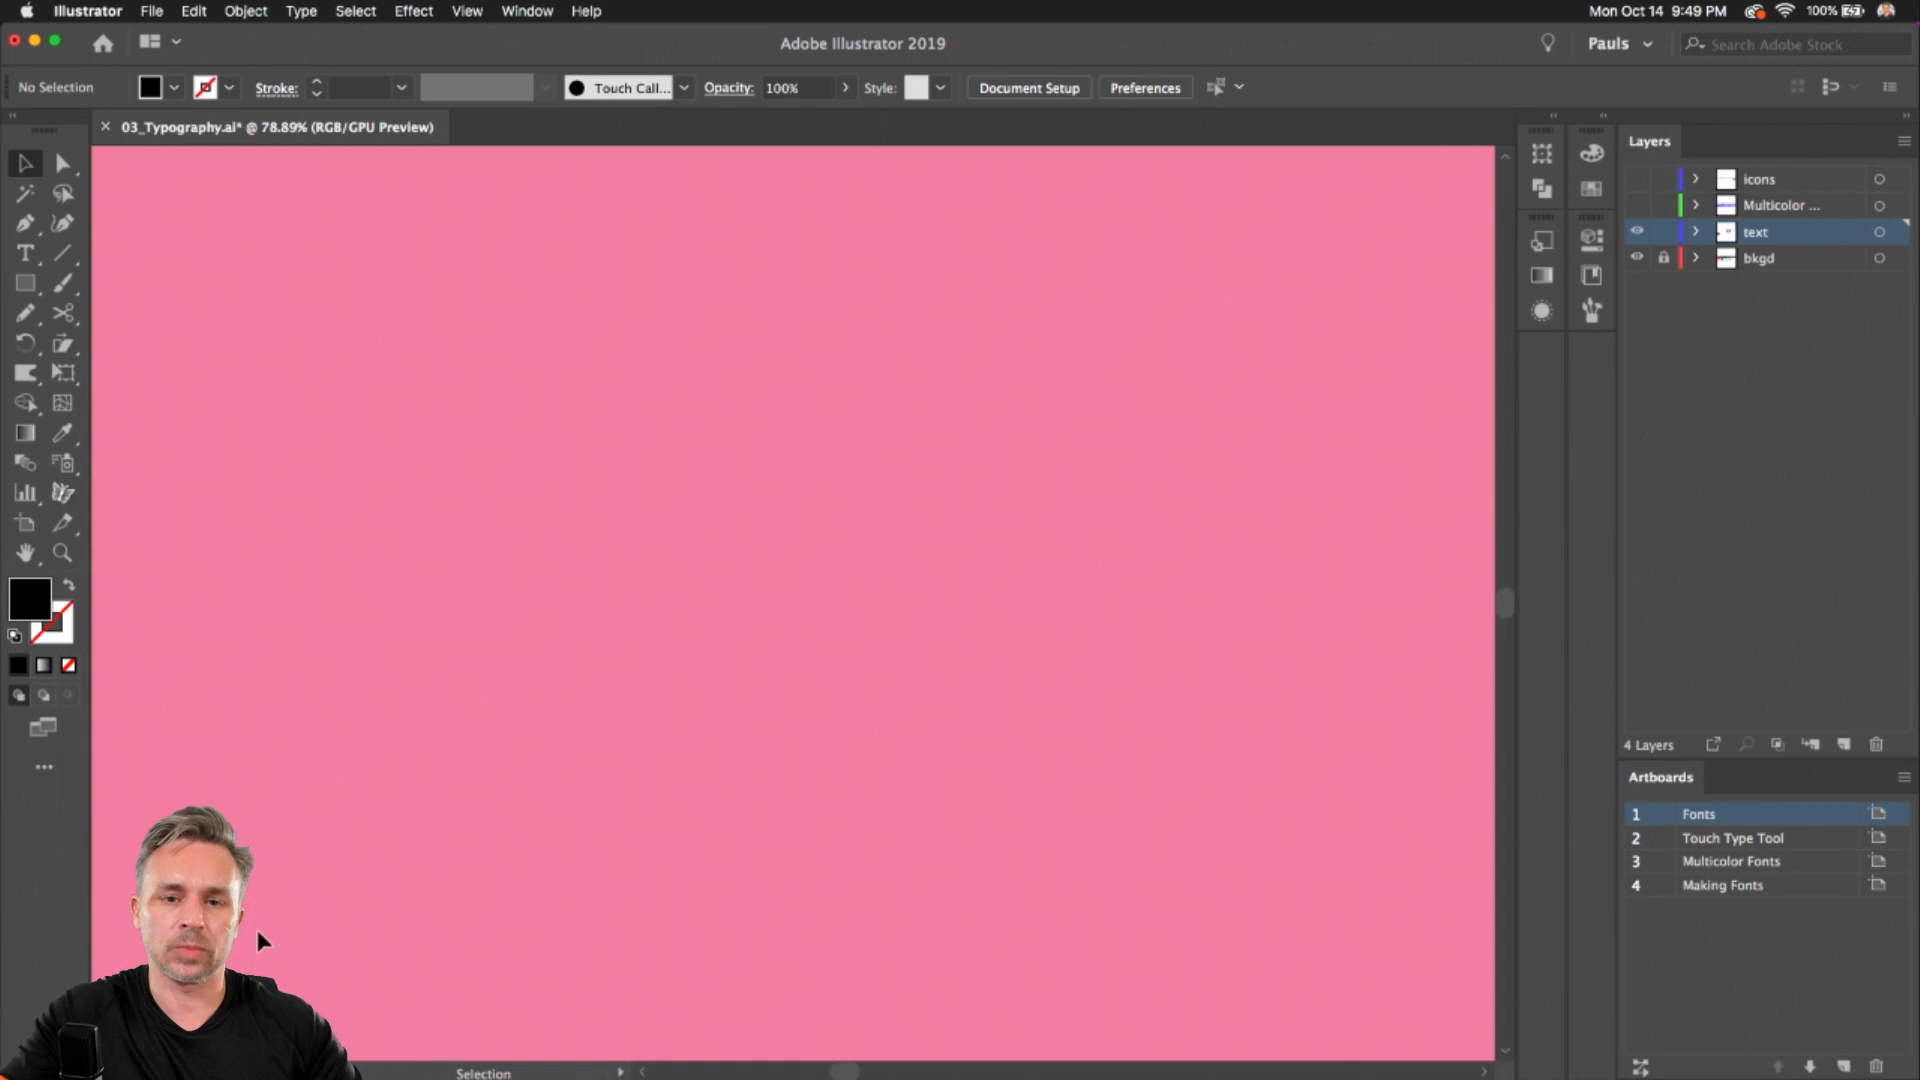 Illustrator File Edit Object Type Select Effect View Window Help
Mon Oct 14 9:49 PM 100%
Adobe Illustrator 2019
Pauls
Search Adobe Stock
No Selection
Stroke:
Touch Call...
Opacity: 100%
Style:
Document Setup
Preferences
× 03_Typography.ai* @ 78.89% (RGB/GPU Preview)
Layers
icons
Multicolor ...
text
bkgd
4 Layers
Artboards
1 Fonts
2 Touch Type Tool
3 Multicolor Fonts
4 Making Fonts
Selection